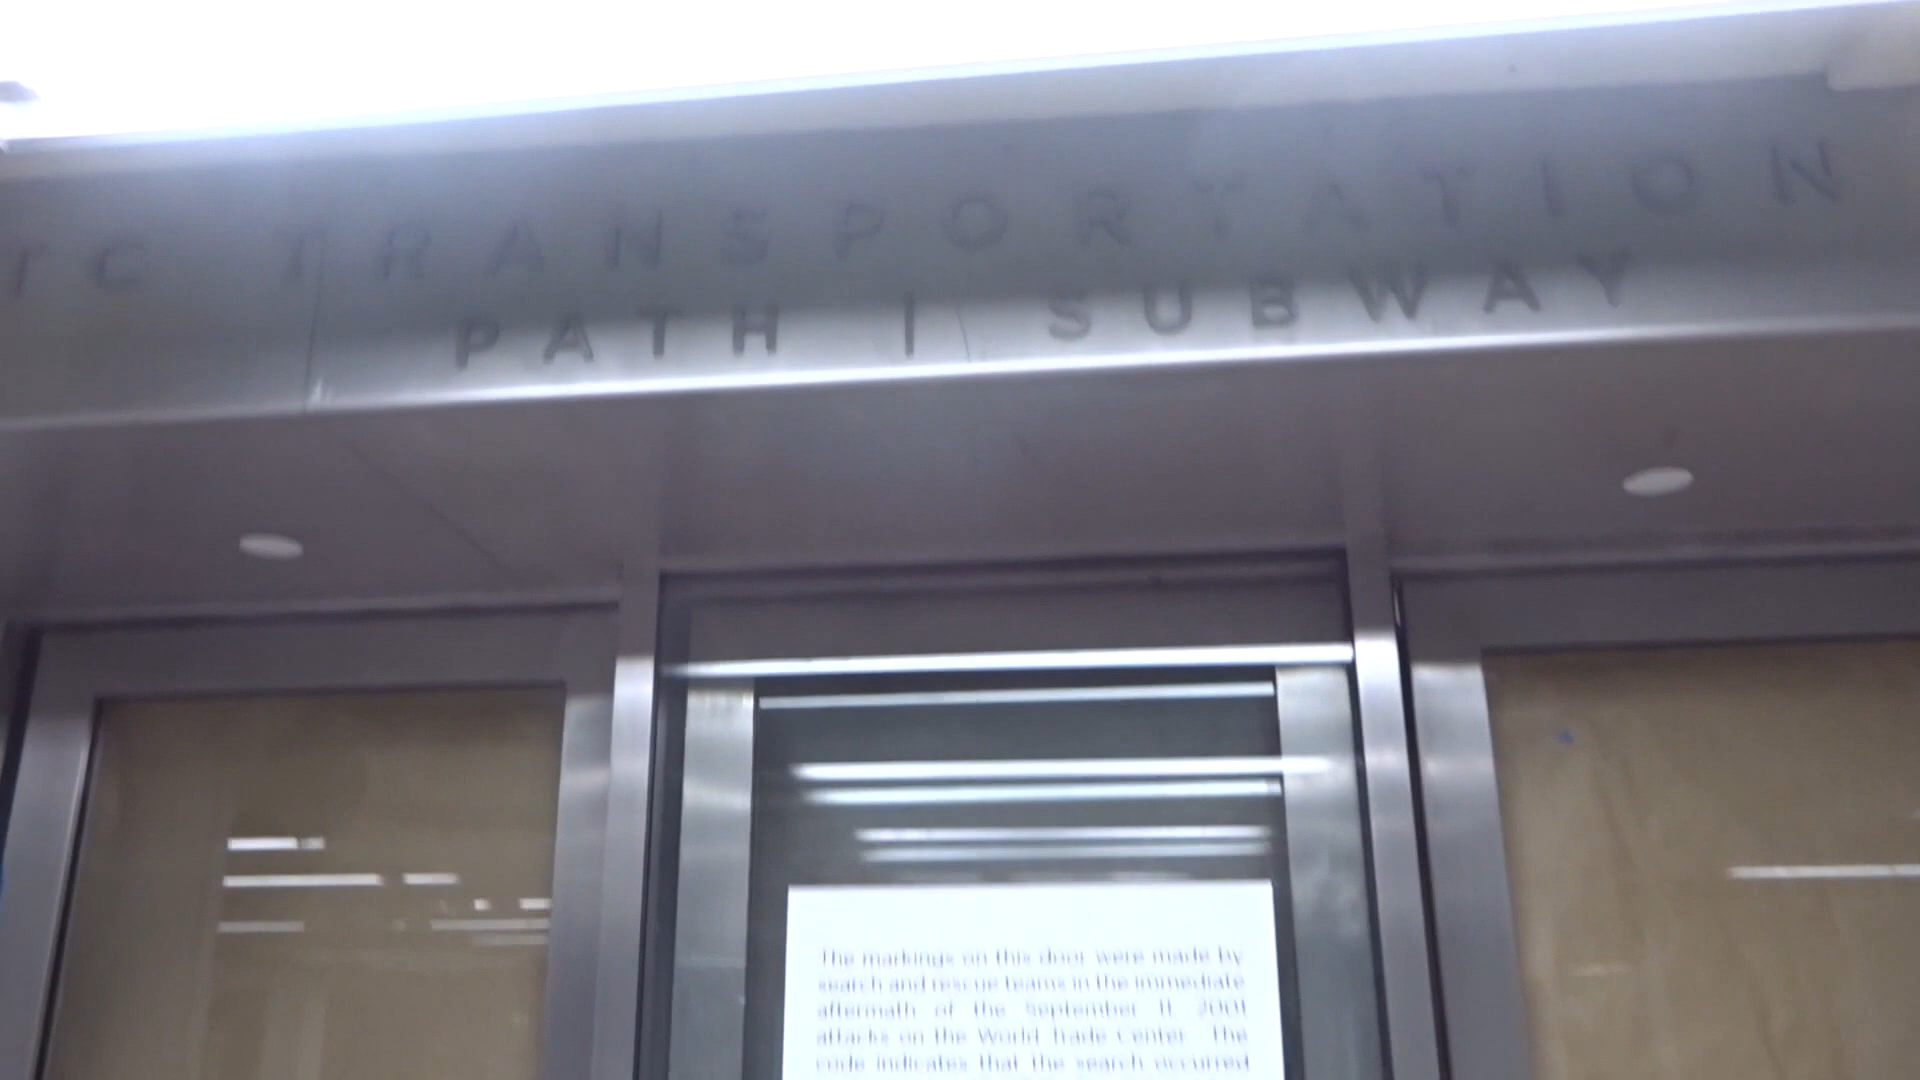 TC TRANSPORTATION
PATH | SUBWAY
The markings on this door were made by
search and rescue teams in the immediate
aftermath of the September 11, 2001
attacks on the World Trade Center. The
code indicates that the search occurred